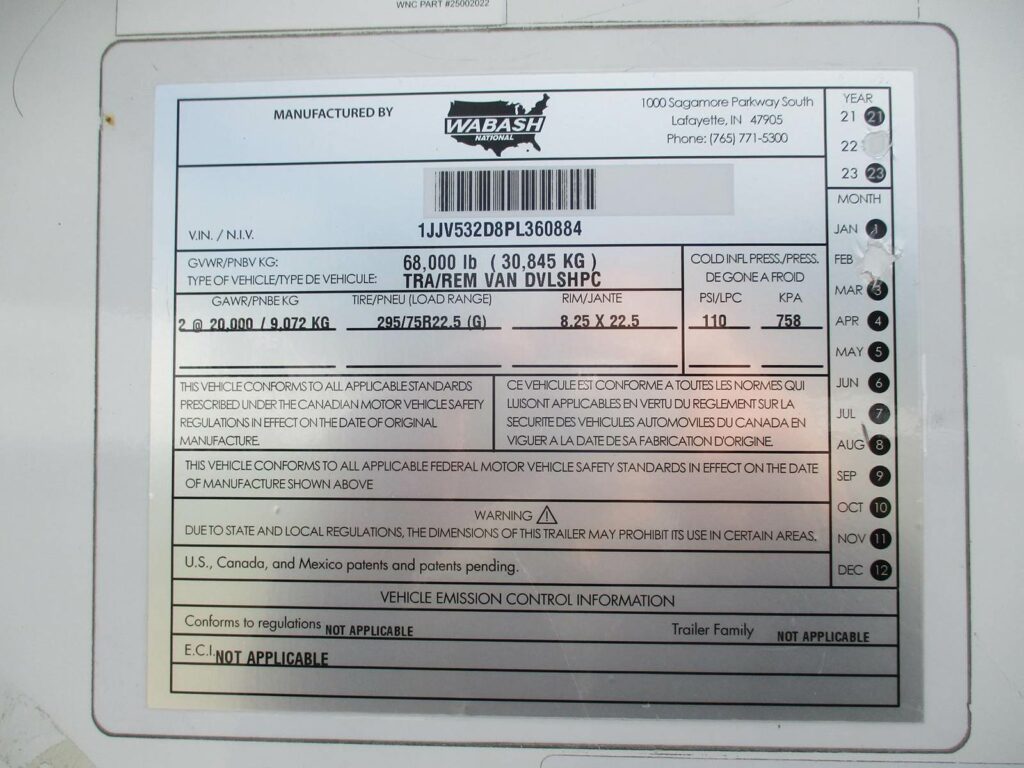 WNC PART #25002022
MANUFACTURED BY
WABASH
NATIONAL
1000 Sagamore Parkway South
Lafayette, IN 47905
Phone: (765) 771-5300
V.IN. / N.I.V.
1JJV532D8PL360884
GVWR/PNBV KG: 68,000 lb ( 30,845 KG )
TYPE OF VEHICLE/TYPE DE VEHICULE: TRA/REM VAN DVLSHPC
COLD INFL PRESS./PRESS.
DE GONE A FROID
GAWR/PNBE KG TIRE/PNEU (LOAD RANGE) RIM/JANTE PSI/LPC KPA
2 @ 20,000 / 9,072 KG 295/75R22.5 (G) 8.25 X 22.5 110 758
THIS VEHICLE CONFORMS TO ALL APPLICABLE STANDARDS
PRESCRIBED UNDER THE CANADIAN MOTOR VEHICLE SAFETY
REGULATIONS IN EFFECT ON THE DATE OF ORIGINAL
MANUFACTURE.
CE VEHICULE EST CONFORME A TOUTES LES NORMES QUI
LUISONT APPLICABLES EN VERTU DU REGLEMENT SUR LA
SECURITE DES VEHICULES AUTOMOBILES DU CANADA EN
VIGUER A LA DATE DE SA FABRICATION D'ORIGINE.
THIS VEHICLE CONFORMS TO ALL APPLICABLE FEDERAL MOTOR VEHICLE SAFETY STANDARDS IN EFFECT ON THE DATE
OF MANUFACTURE SHOWN ABOVE
WARNING
DUE TO STATE AND LOCAL REGULATIONS, THE DIMENSIONS OF THIS TRAILER MAY PROHIBIT ITS USE IN CERTAIN AREAS.
U.S., Canada, and Mexico patents and patents pending.
VEHICLE EMISSION CONTROL INFORMATION
Conforms to regulations NOT APPLICABLE Trailer Family NOT APPLICABLE
E.C.I. NOT APPLICABLE
YEAR
21 21
22
23 23
MONTH
JAN 1
FEB
MAR 3
APR 4
MAY 5
JUN 6
JUL 7
AUG 8
SEP 9
OCT 10
NOV 11
DEC 12